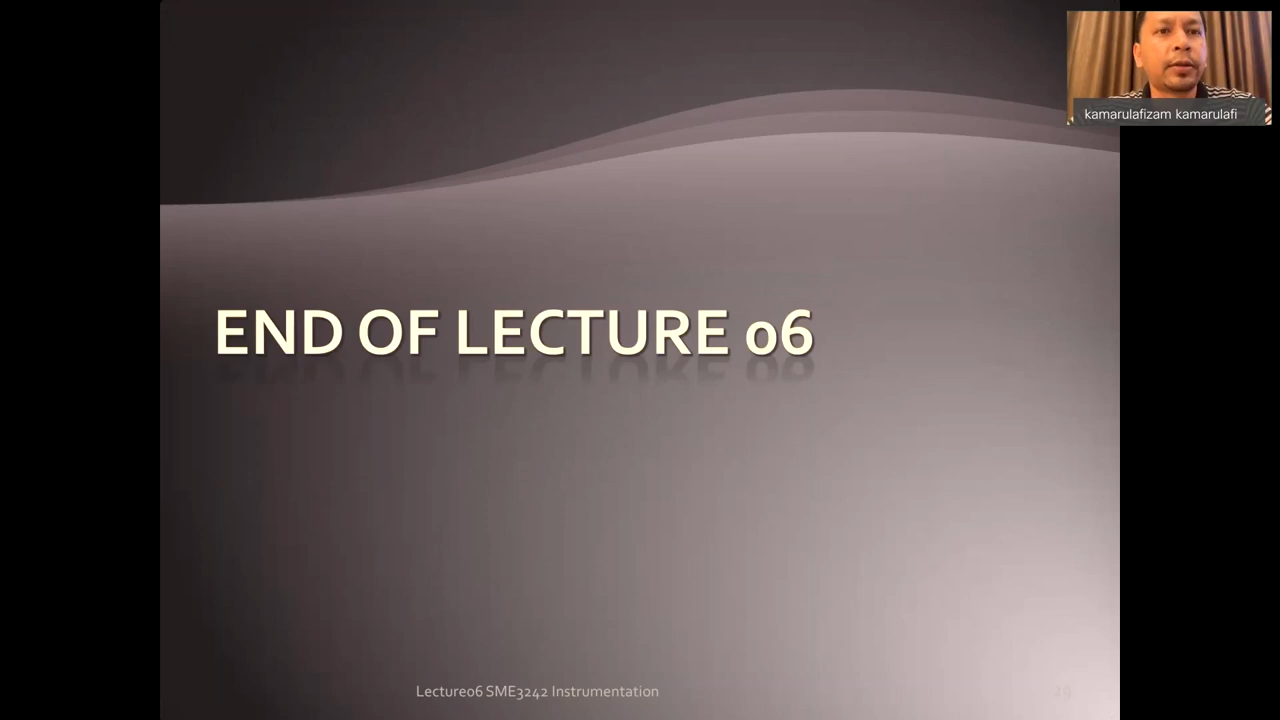 kamarulafizam kamarulafi
END OF LECTURE 06
Lecture06 SME3242 Instrumentation